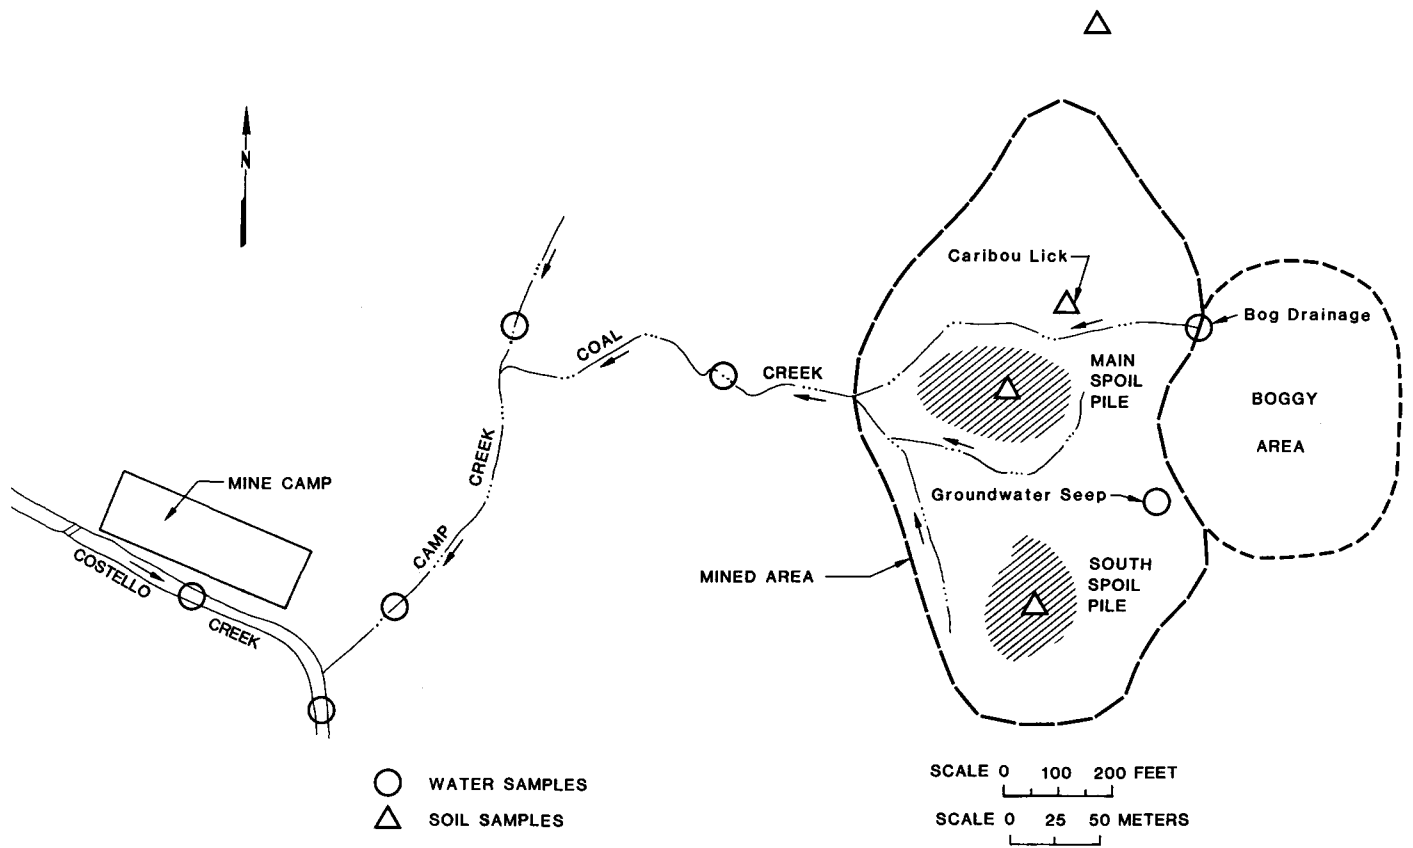 N
Caribou Lick
Bog Drainage
COAL
CREEK
MAIN
SPOIL
PILE
BOGGY
AREA
CREEK
MINE CAMP
Groundwater Seep
CAMP
COSTELLO
CREEK
MINED AREA
SOUTH
SPOIL
PILE
WATER SAMPLES
SOIL SAMPLES
SCALE 0 100 200 FEET
SCALE 0 25 50 METERS